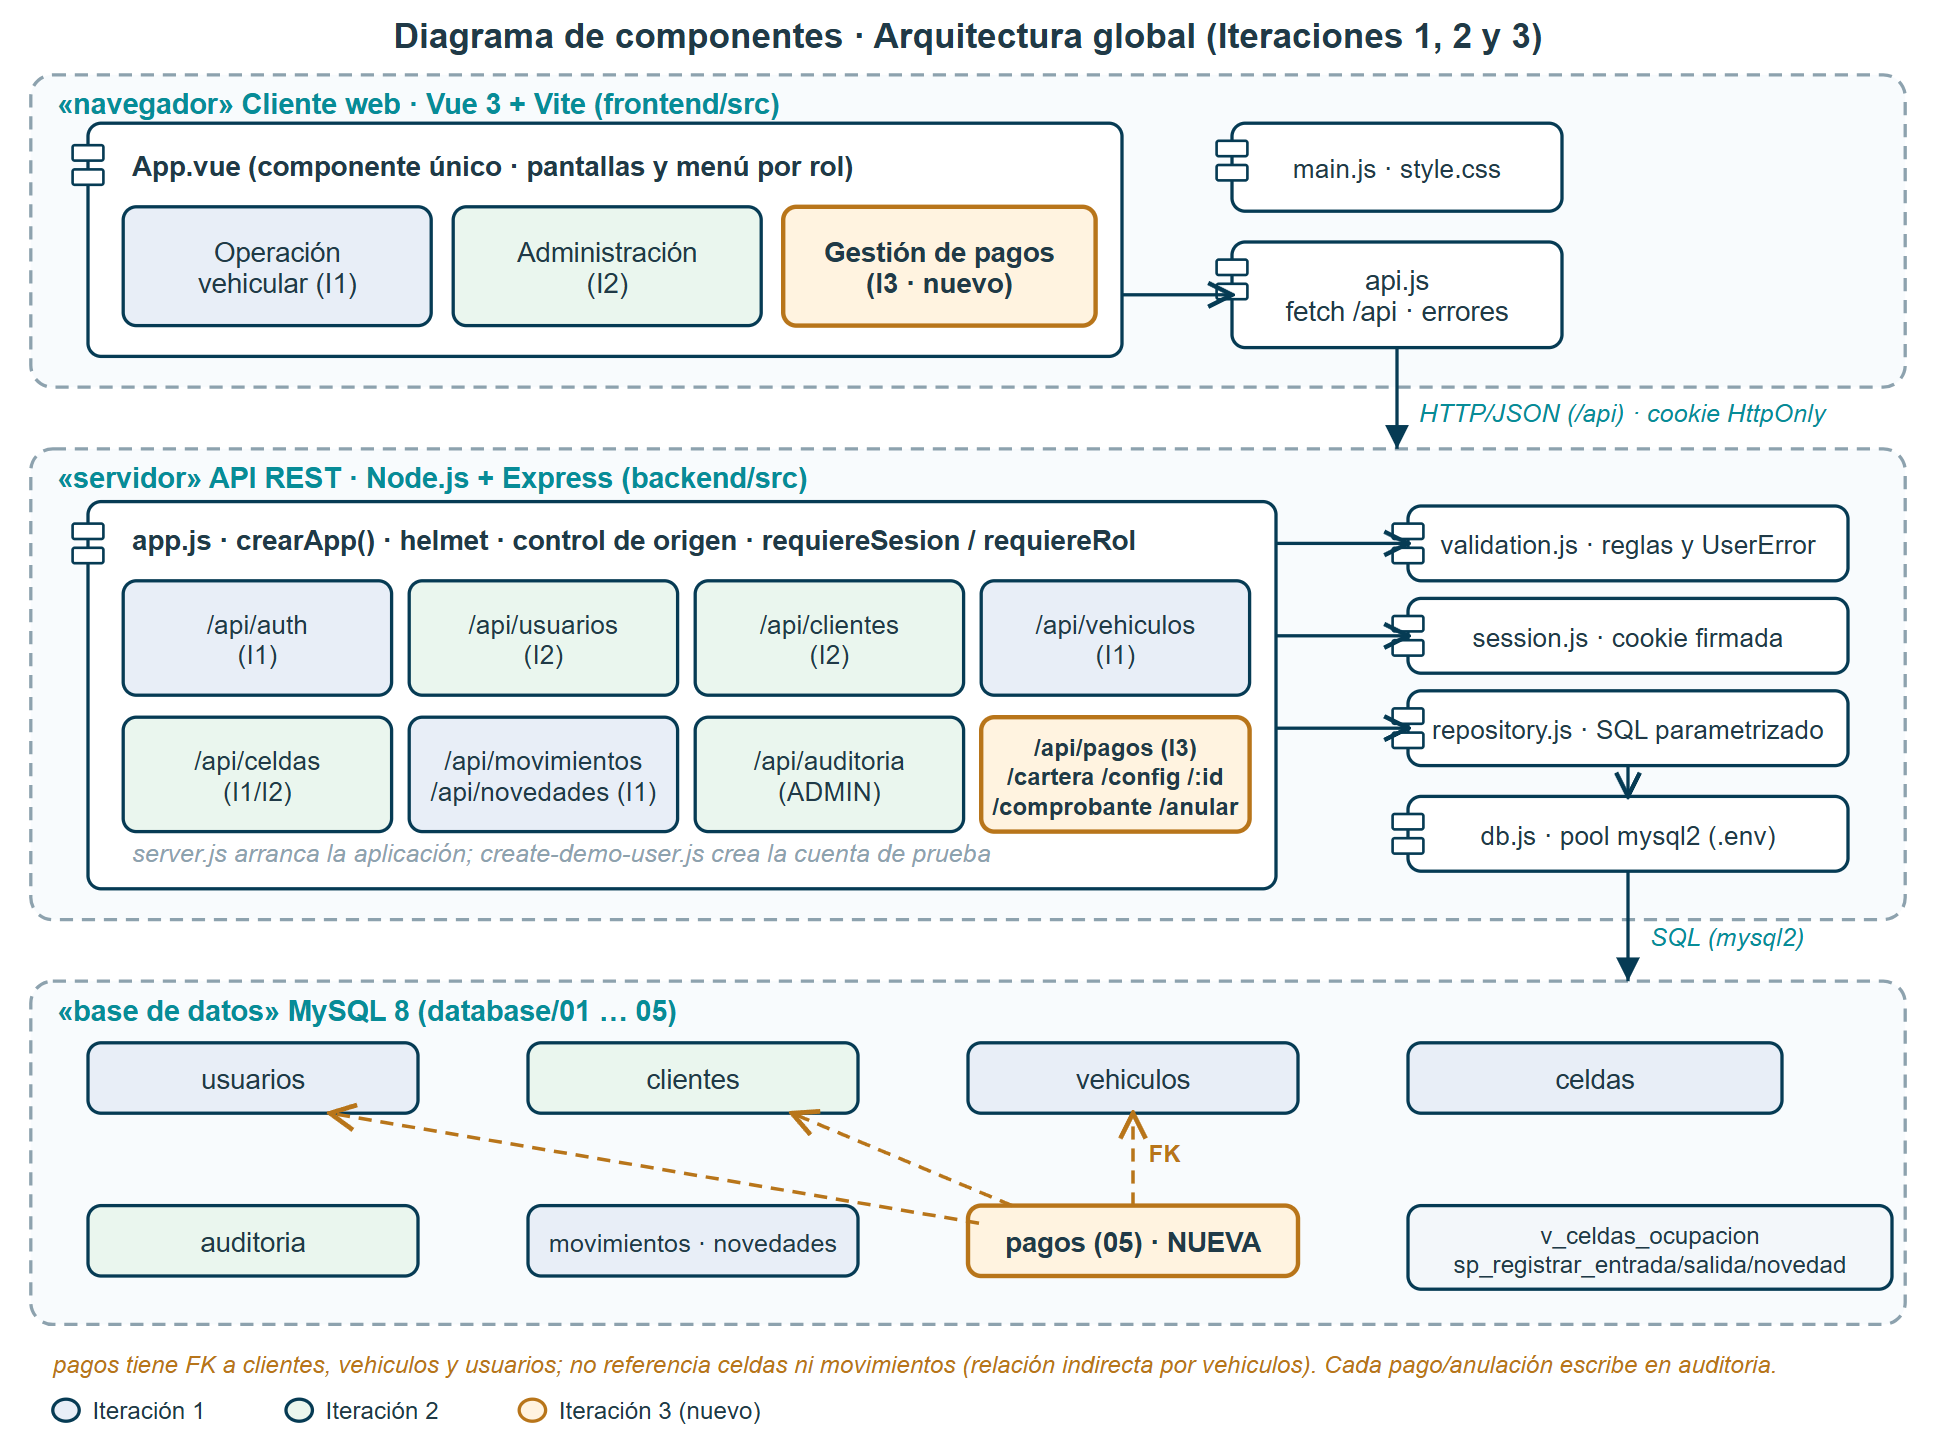 Diagrama de componentes · Arquitectura global (Iteraciones 1, 2 y 3)
«navegador» Cliente web · Vue 3 + Vite (frontend/src)
App.vue (componente único · pantallas y menú por rol)
Operación
vehicular (I1)
Administración
(I2)
Gestión de pagos
(I3 · nuevo)
main.js · style.css
api.js
fetch /api · errores
HTTP/JSON (/api) · cookie HttpOnly
«servidor» API REST · Node.js + Express (backend/src)
app.js · crearApp() · helmet · control de origen · requiereSesion / requiereRol
/api/auth
(I1)
/api/usuarios
(I2)
/api/clientes
(I2)
/api/vehiculos
(I1)
/api/celdas
(I1/I2)
/api/movimientos
/api/novedades (I1)
/api/auditoria
(ADMIN)
/api/pagos (I3)
/cartera /config /:id
/comprobante /anular
server.js arranca la aplicación; create-demo-user.js crea la cuenta de prueba
validation.js · reglas y UserError
session.js · cookie firmada
repository.js · SQL parametrizado
db.js · pool mysql2 (.env)
SQL (mysql2)
«base de datos» MySQL 8 (database/01 … 05)
usuarios
clientes
vehiculos
celdas
FK
auditoria
movimientos · novedades
pagos (05) · NUEVA
v_celdas_ocupacion
sp_registrar_entrada/salida/novedad
pagos tiene FK a clientes, vehiculos y usuarios; no referencia celdas ni movimientos (relación indirecta por vehiculos). Cada pago/anulación escribe en auditoria.
Iteración 1
Iteración 2
Iteración 3 (nuevo)